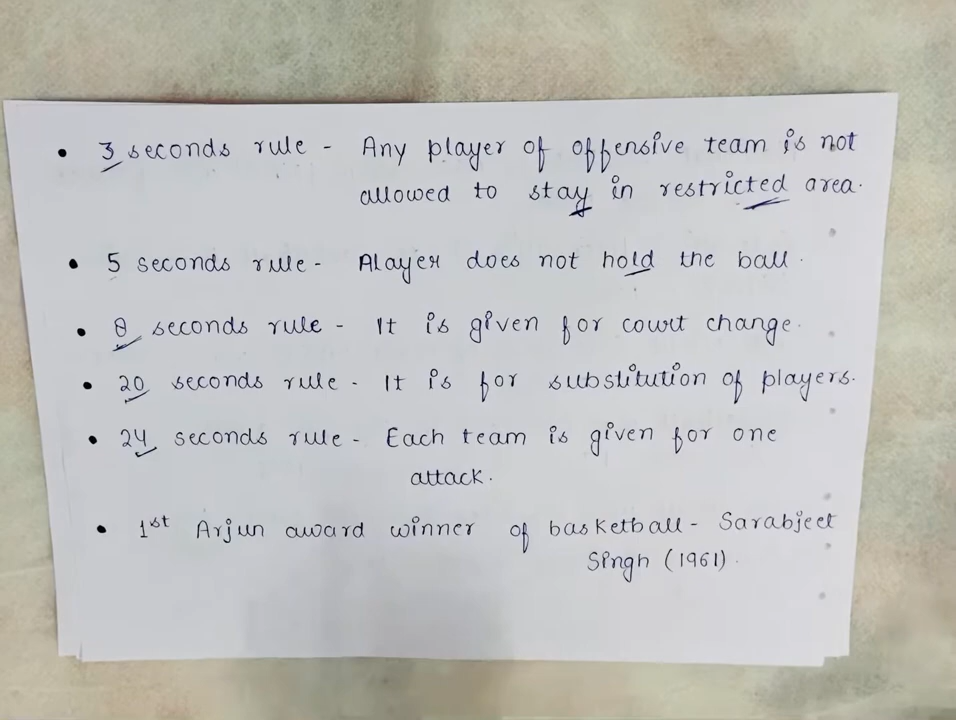 • 3 seconds rule - Any player of offensive team is not
allowed to stay in restricted area.
• 5 seconds rule - Alayer does not hold the ball.
• 8 seconds rule - It is given for court change.
• 20 seconds rule - It is for substitution of players.
• 24 seconds rule - Each team is given for one
attack.
• 1st Arjun award winner of basketball - Sarabjeet
Singh (1961).